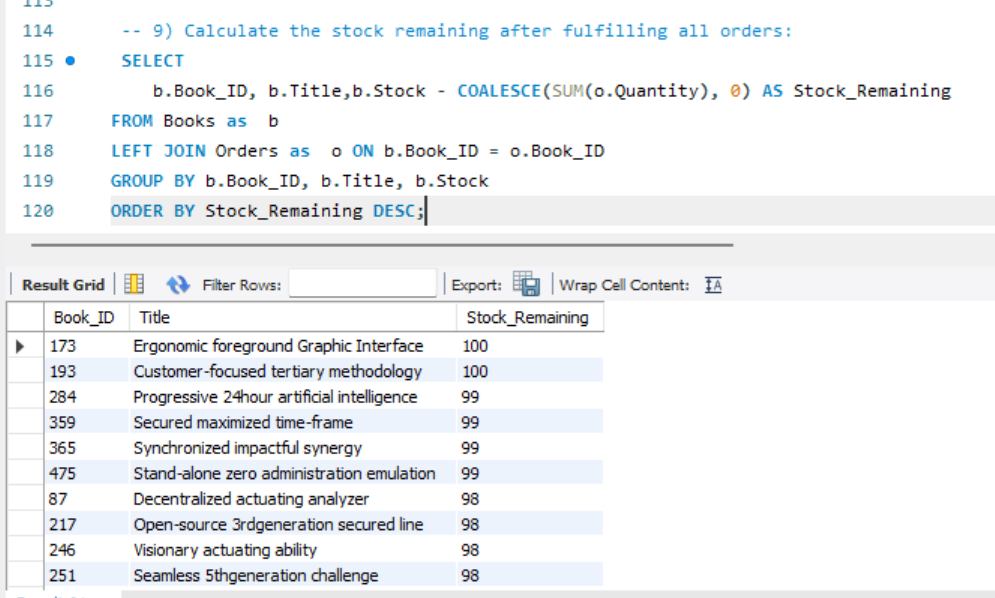 113
114 -- 9) Calculate the stock remaining after fulfilling all orders:
115 SELECT
116 b.Book_ID, b.Title,b.Stock - COALESCE(SUM(o.Quantity), 0) AS Stock_Remaining
117 FROM Books as b
118 LEFT JOIN Orders as o ON b.Book_ID = o.Book_ID
119 GROUP BY b.Book_ID, b.Title, b.Stock
120 ORDER BY Stock_Remaining DESC;
Result Grid Filter Rows: Export: Wrap Cell Content: IA
Book_ID Title Stock_Remaining
173 Ergonomic foreground Graphic Interface 100
193 Customer-focused tertiary methodology 100
284 Progressive 24hour artificial intelligence 99
359 Secured maximized time-frame 99
365 Synchronized impactful synergy 99
475 Stand-alone zero administration emulation 99
87 Decentralized actuating analyzer 98
217 Open-source 3rdgeneration secured line 98
246 Visionary actuating ability 98
251 Seamless 5thgeneration challenge 98